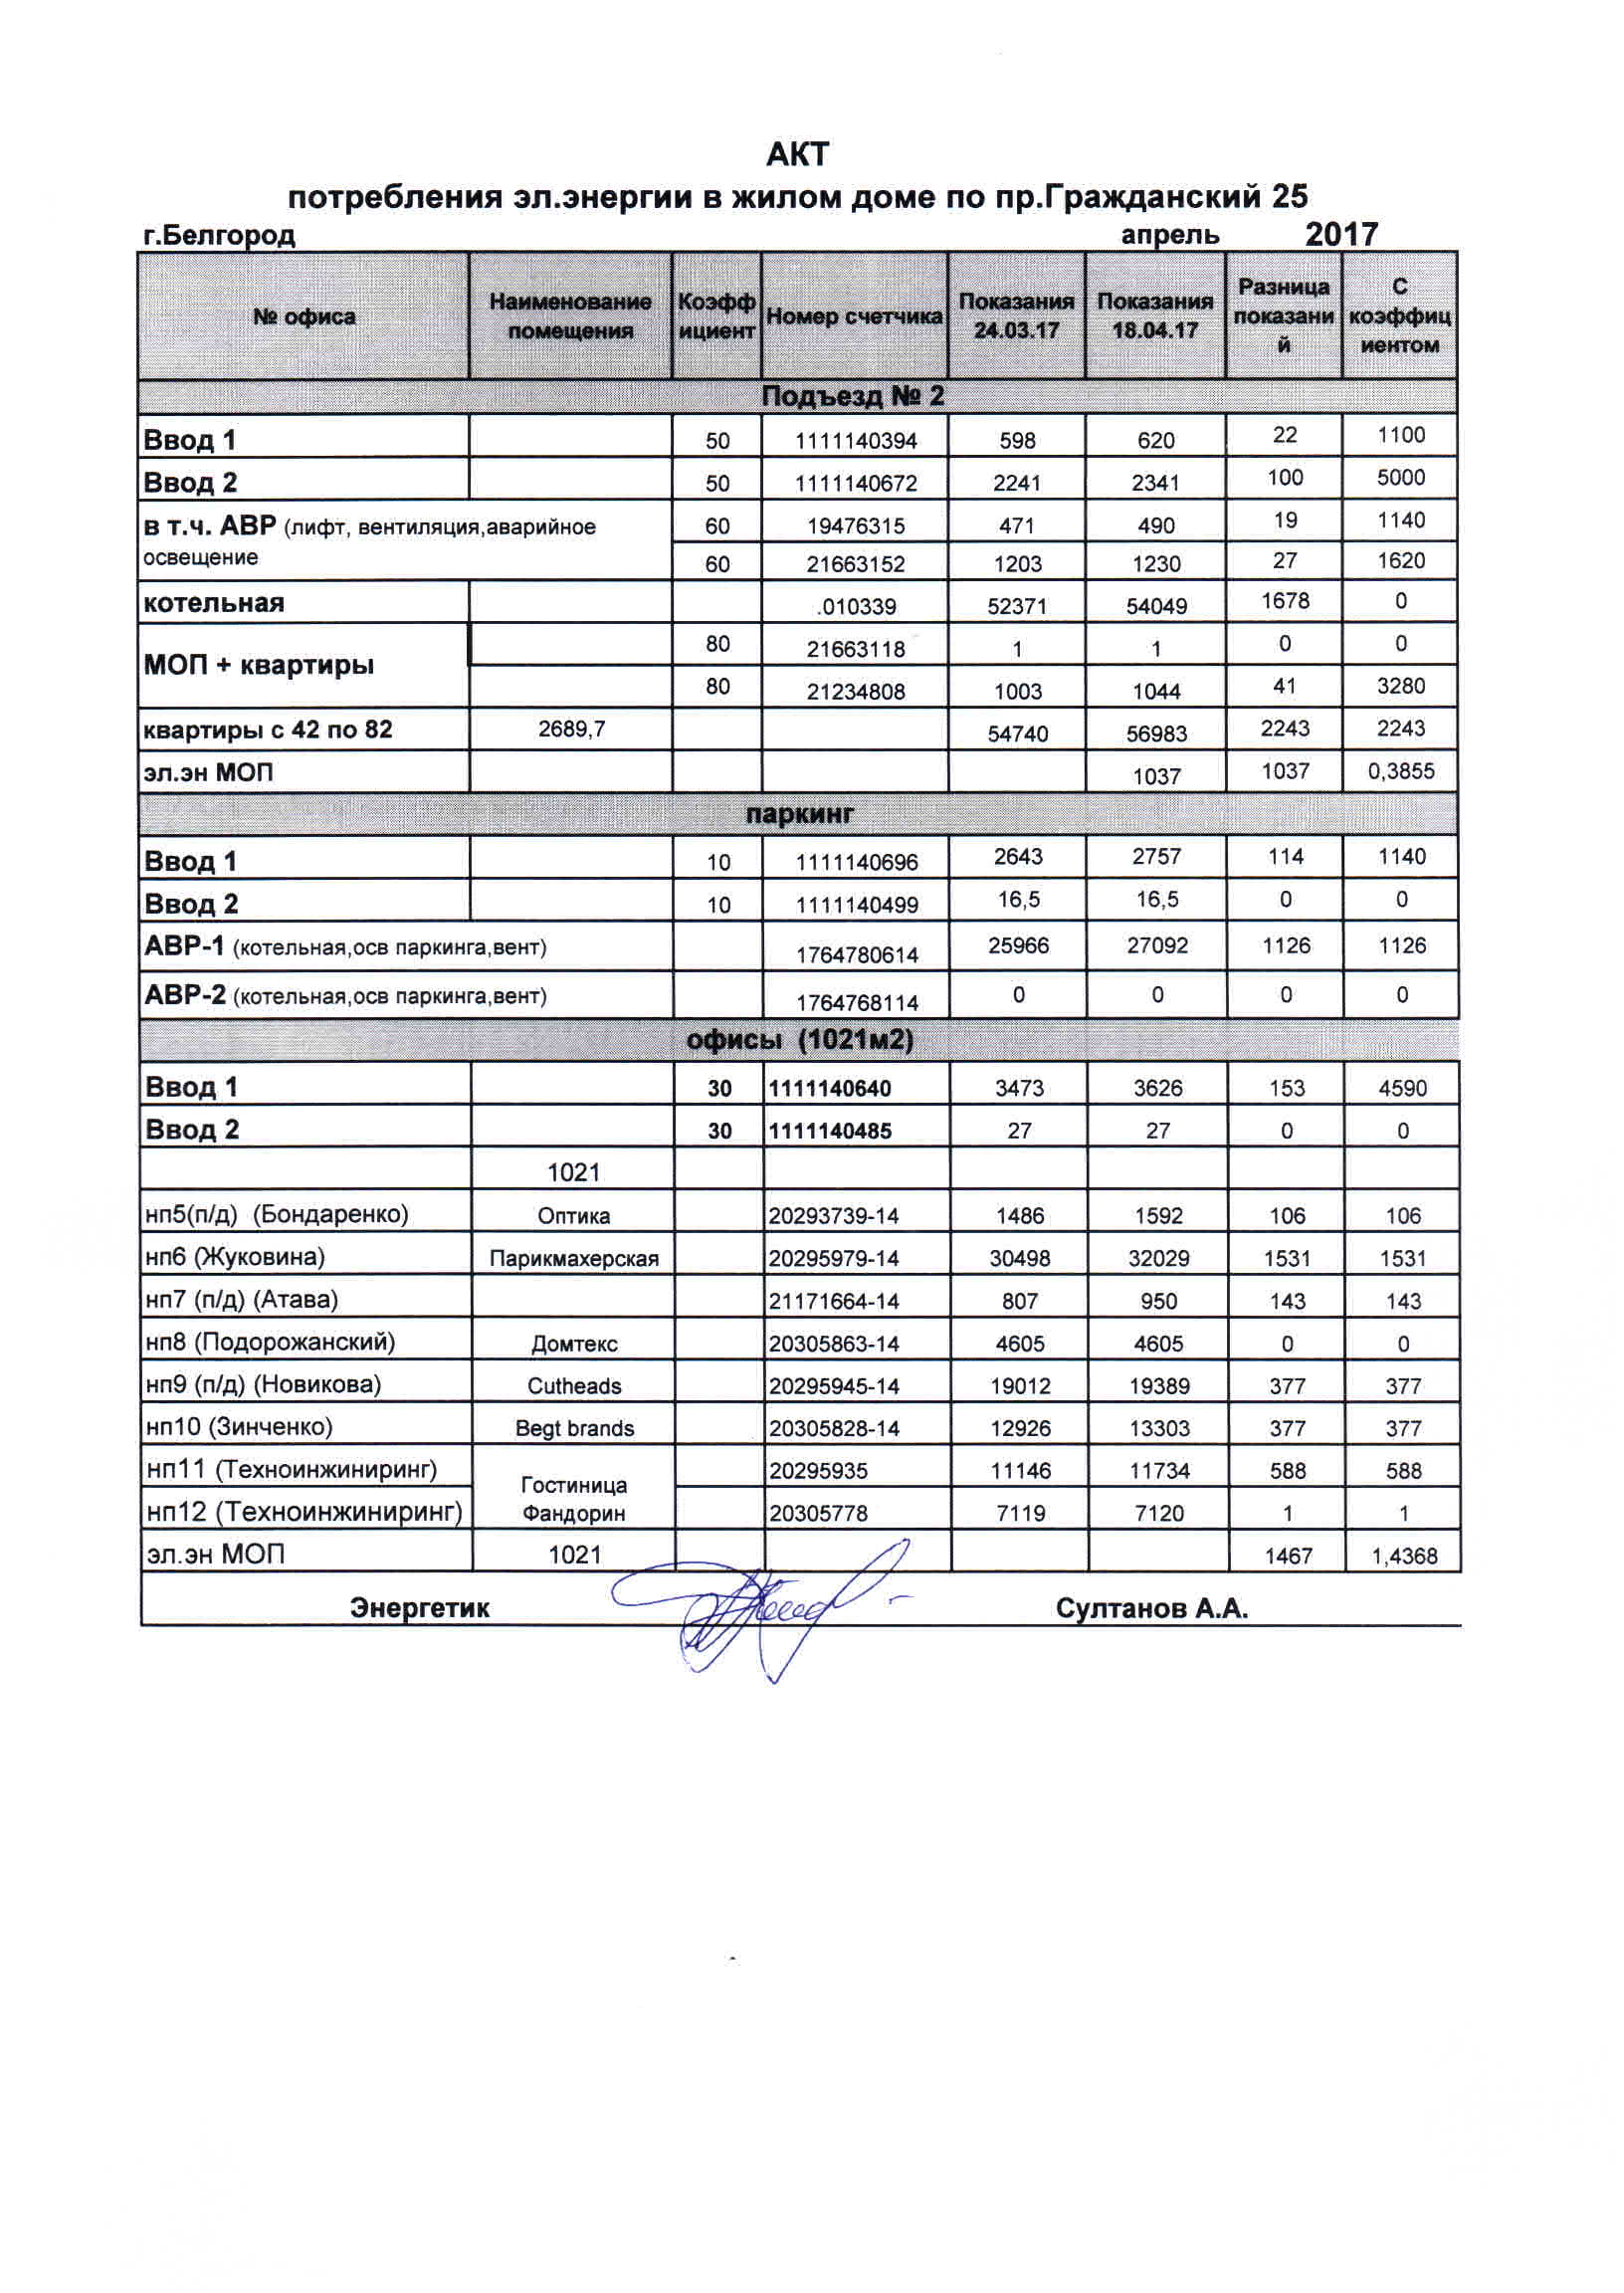 АКТ
потребления эл.энергии в жилом доме по пр.Гражданский 25
г.Белгород апрель 2017
№ офиса Наименование помещения Коэфф ициент Номер счетчика Показания 24.03.17 Показания 18.04.17 Разница показани й С коэффиц иентом
Подъезд № 2
Ввод 1 50 1111140394 598 620 22 1100
Ввод 2 50 1111140672 2241 2341 100 5000
в т.ч. АВР (лифт, вентиляция,аварийное 60 19476315 471 490 19 1140
освещение 60 21663152 1203 1230 27 1620
котельная .010339 52371 54049 1678 0
МОП + квартиры 80 21663118 1 1 0 0
80 21234808 1003 1044 41 3280
квартиры с 42 по 82 2689,7 54740 56983 2243 2243
эл.эн МОП 1037 1037 0,3855
паркинг
Ввод 1 10 1111140696 2643 2757 114 1140
Ввод 2 10 1111140499 16,5 16,5 0 0
АВР-1 (котельная,осв паркинга,вент) 1764780614 25966 27092 1126 1126
АВР-2 (котельная,осв паркинга,вент) 1764768114 0 0 0 0
офисы (1021м2)
Ввод 1 30 1111140640 3473 3626 153 4590
Ввод 2 30 1111140485 27 27 0 0
1021
нп5(п/д) (Бондаренко) Оптика 20293739-14 1486 1592 106 106
нп6 (Жуковина) Парикмахерская 20295979-14 30498 32029 1531 1531
нп7 (п/д) (Атава) 21171664-14 807 950 143 143
нп8 (Подорожанский) Домтекс 20305863-14 4605 4605 0 0
нп9 (п/д) (Новикова) Cutheads 20295945-14 19012 19389 377 377
нп10 (Зинченко) Begt brands 20305828-14 12926 13303 377 377
нп11 (Техноинжиниринг) Гостиница 20295935 11146 11734 588 588
нп12 (Техноинжиниринг) Фандорин 20305778 7119 7120 1 1
эл.эн МОП 1021 1467 1,4368
Энергетик Султанов А.А.